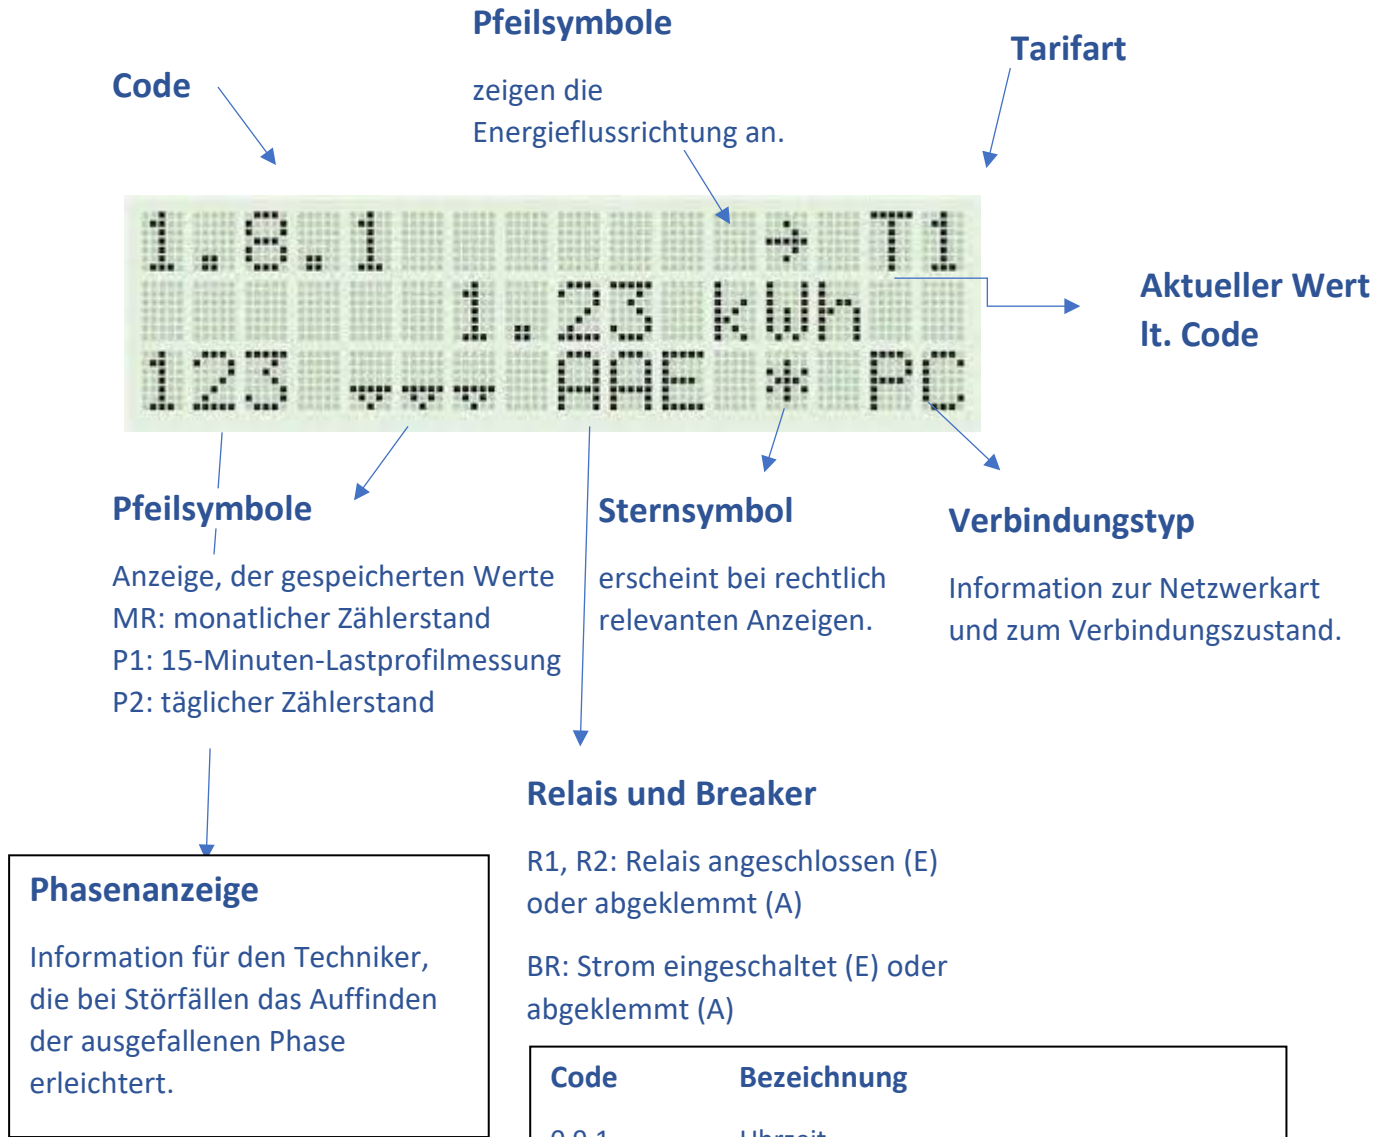 Pfeilsymbole
zeigen die
Energieflussrichtung an.
Tarifart
Code
1.8.1 → T1
1.23 kWh
123 AAE * PC
Aktueller Wert
lt. Code
Pfeilsymbole
Anzeige, der gespeicherten Werte
MR: monatlicher Zählerstand
P1: 15-Minuten-Lastprofilmessung
P2: täglicher Zählerstand
Sternsymbol
erscheint bei rechtlich
relevanten Anzeigen.
Verbindungstyp
Information zur Netzwerkart
und zum Verbindungszustand.
Relais und Breaker
R1, R2: Relais angeschlossen (E)
oder abgeklemmt (A)
BR: Strom eingeschaltet (E) oder
abgeklemmt (A)
Phasenanzeige
Information für den Techniker,
die bei Störfällen das Auffinden
der ausgefallenen Phase
erleichtert.
Code Bezeichnung
0.9.1 Uhrzeit